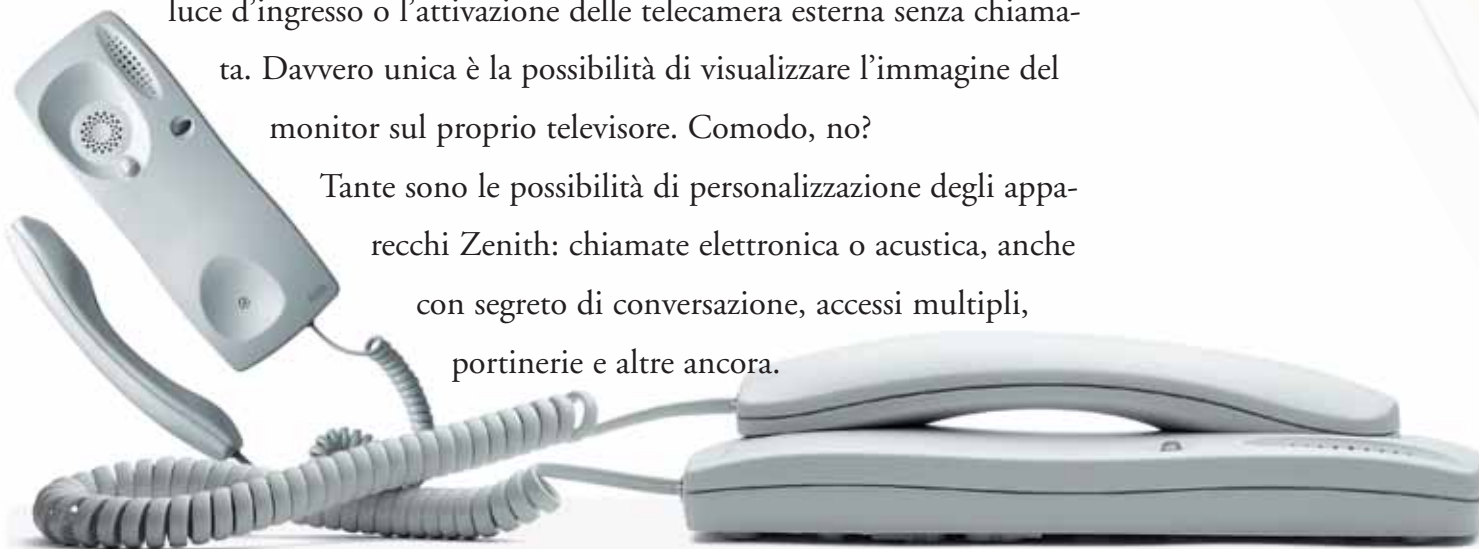 luce d'ingresso o l'attivazione delle telecamera esterna senza chiama-
ta. Davvero unica è la possibilità di visualizzare l'immagine del
monitor sul proprio televisore. Comodo, no?
Tante sono le possibilità di personalizzazione degli appa-
recchi Zenith: chiamate elettronica o acustica, anche
con segreto di conversazione, accessi multipli,
portinerie e altre ancora.